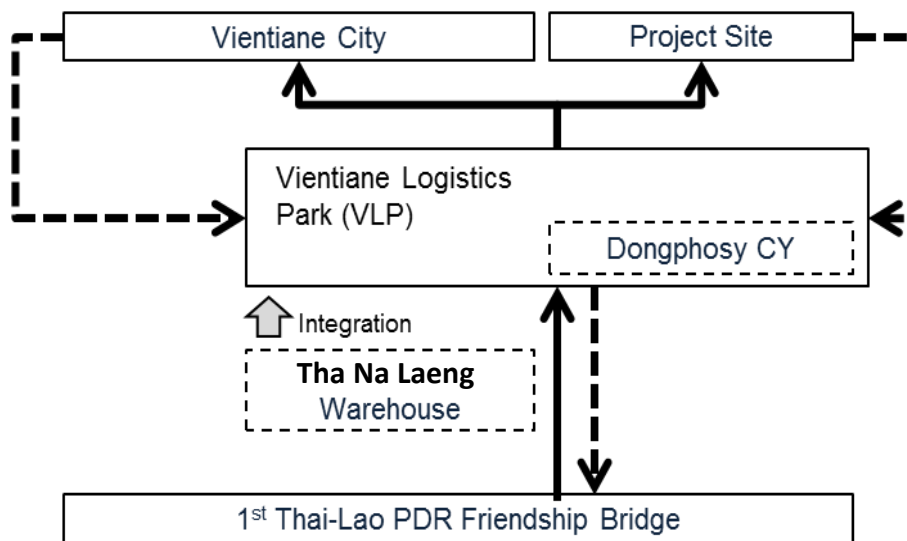 Vientiane City
Project Site
Vientiane Logistics
Park (VLP)
Dongphosy CY
Integration
Tha Na Laeng
Warehouse
1st Thai-Lao PDR Friendship Bridge